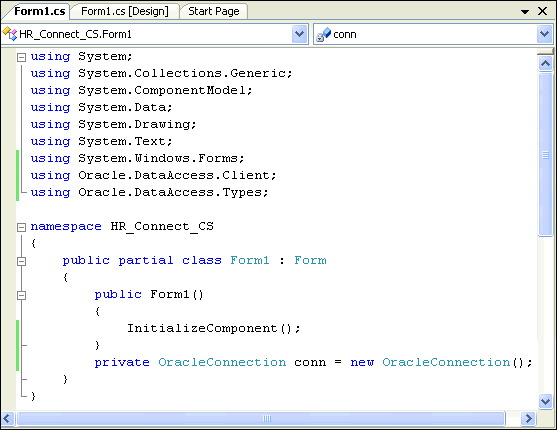 Form1.cs Form1.cs [Design] Start Page
HR_Connect_CS.Form1 conn
using System;
using System.Collections.Generic;
using System.ComponentModel;
using System.Data;
using System.Drawing;
using System.Text;
using System.Windows.Forms;
using Oracle.DataAccess.Client;
using Oracle.DataAccess.Types;
namespace HR_Connect_CS
{
public partial class Form1 : Form
{
public Form1()
{
InitializeComponent();
}
private OracleConnection conn = new OracleConnection();
}
}